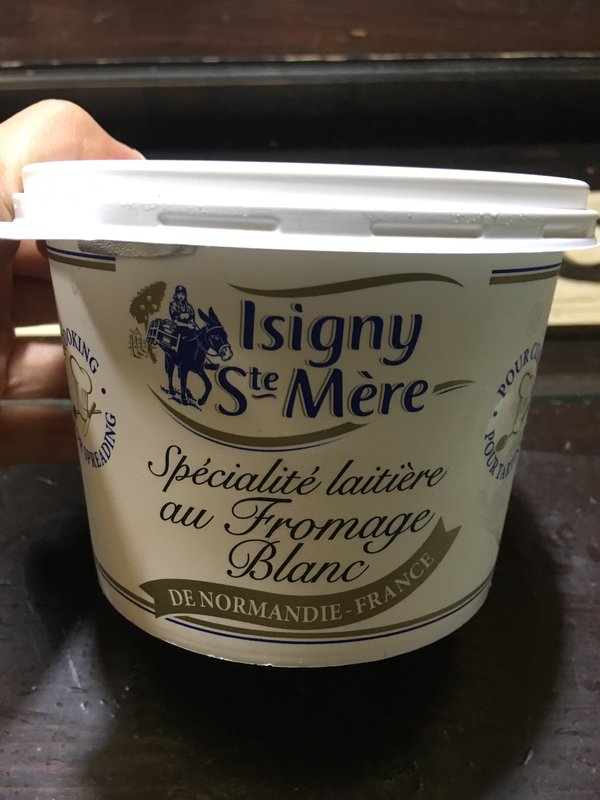 Isigny
Ste Mère
Spécialité laitière
au Fromage
Blanc
DE NORMANDIE-FRANCE
SPREADING